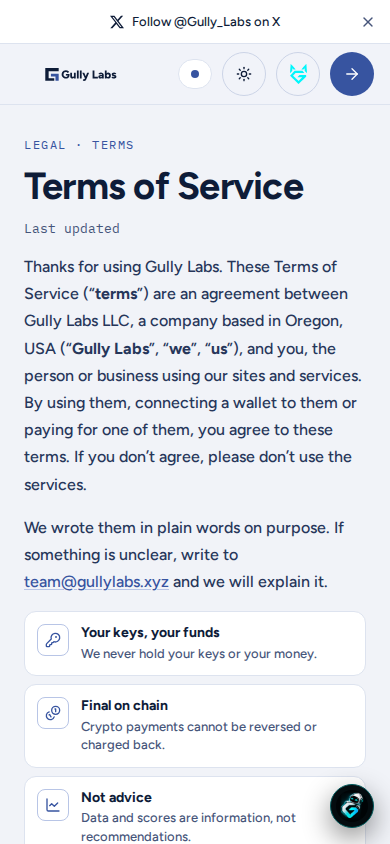 Follow @Gully_Labs on X
Gully Labs
LEGAL · TERMS
Terms of Service
Last updated
Thanks for using Gully Labs. These Terms of
Service (“terms”) are an agreement between
Gully Labs LLC, a company based in Oregon,
USA (“Gully Labs”, “we”, “us”), and you, the
person or business using our sites and services.
By using them, connecting a wallet to them or
paying for one of them, you agree to these
terms. If you don’t agree, please don’t use the
services.
We wrote them in plain words on purpose. If
something is unclear, write to
team@gullylabs.xyz and we will explain it.
Your keys, your funds
We never hold your keys or your money.
Final on chain
Crypto payments cannot be reversed or
charged back.
Not advice
Data and scores are information, not
recommendations.